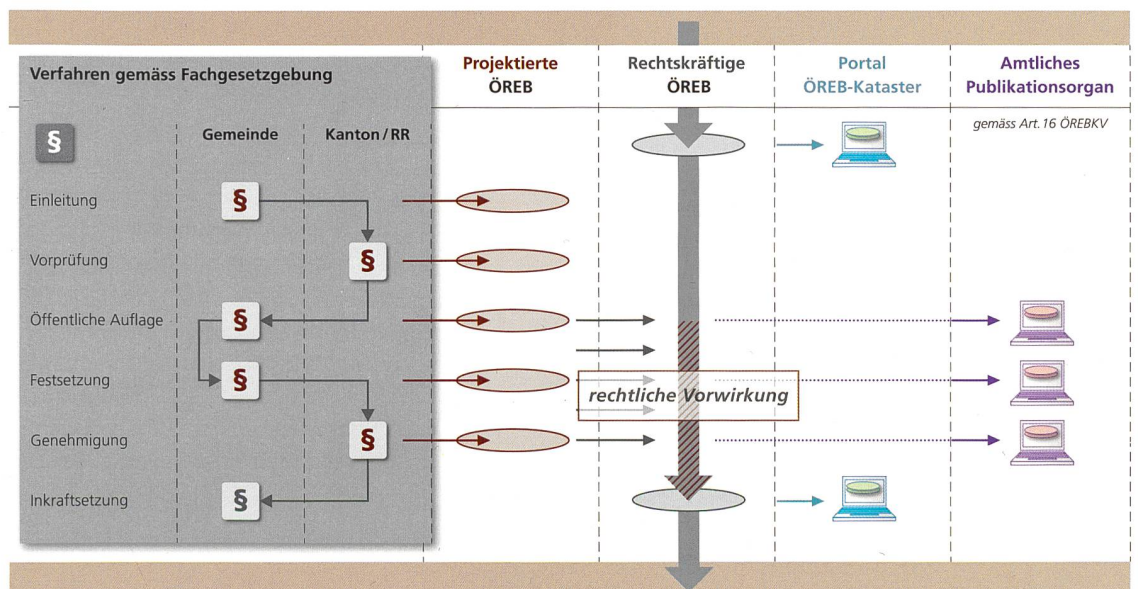 Verfahren gemäss Fachgesetzgebung
Projektierte
ÖREB
Rechtskräftige
ÖREB
Portal
ÖREB-Kataster
Amtliches
Publikationsorgan
gemäss Art. 16 ÖREBKV
§
Gemeinde
Kanton / RR
Einleitung
§
Vorprüfung
§
Öffentliche Auflage
§
Festsetzung
§
rechtliche Vorwirkung
Genehmigung
§
Inkraftsetzung
§